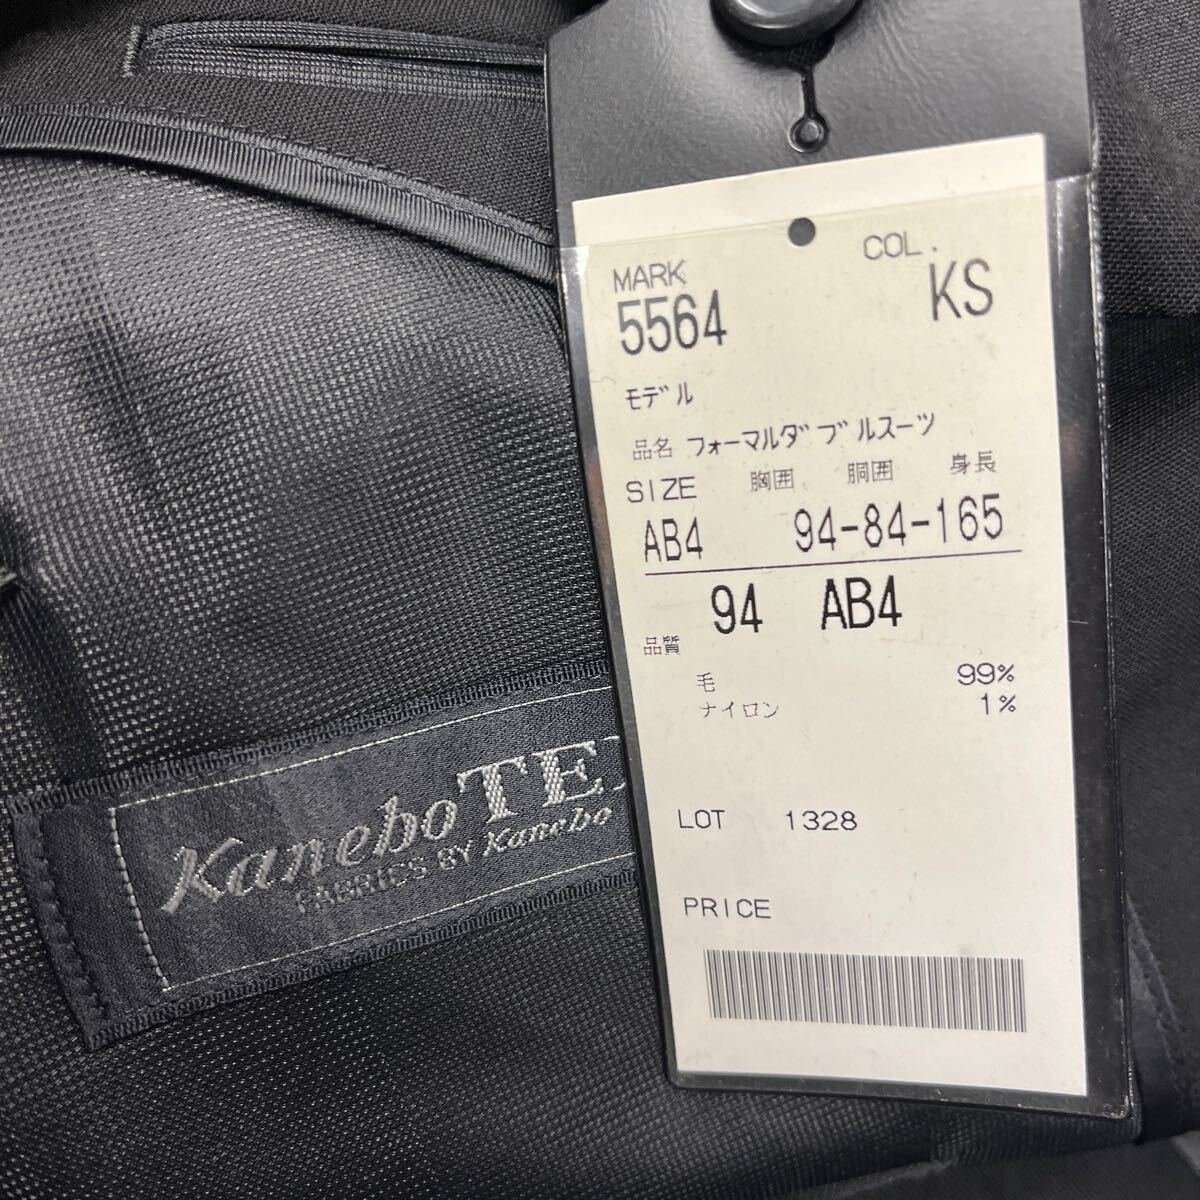 MARK COL.
5564 KS
モデル
品名 フォーマルダブルスーツ
SIZE 胸囲 胴囲 身長
AB4 94-84-165
94 AB4
品質
毛 99%
ナイロン 1%
LOT 1328
PRICE
Kanebo TE
FABRICS BY Kanebo